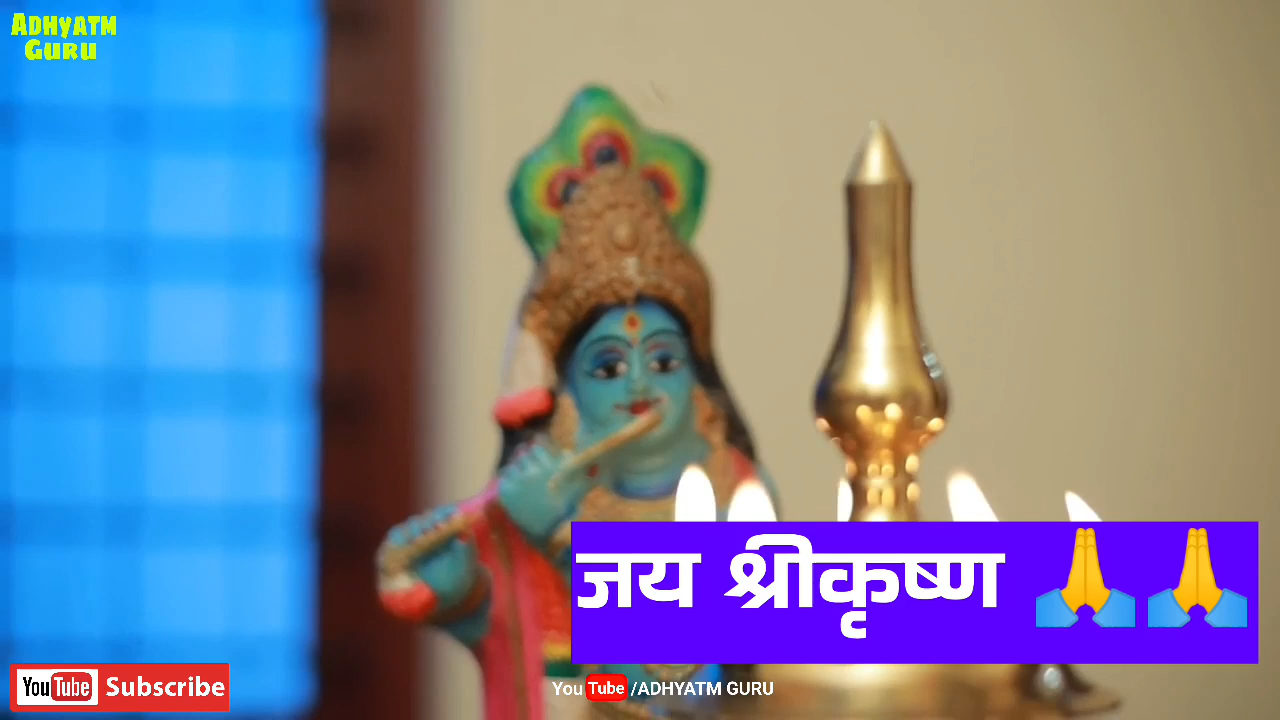 ADHYATM
GURU
जय श्रीकृष्ण 🙏🙏
YouTube Subscribe
YouTube /ADHYATM GURU